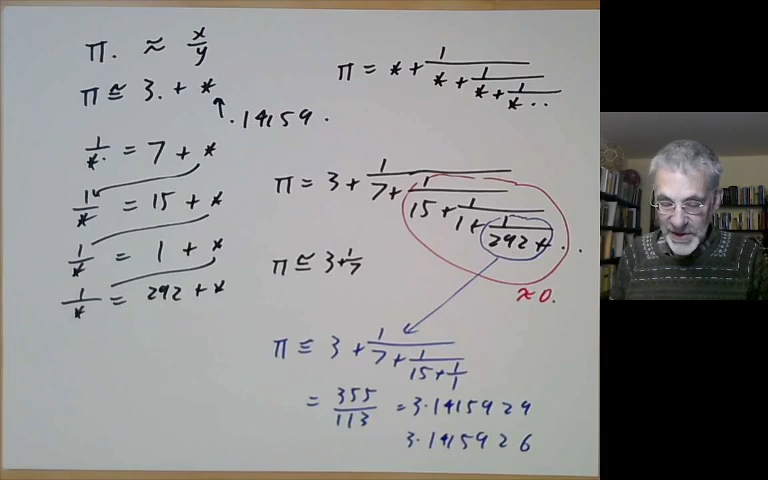 π. ≈ x/y
π ≅ 3. + *
.14159.
1/* = 7 + *
1/* = 15 + *
1/* = 1 + *
1/* = 292 + *
π = * + 1/(* + 1/(* + 1/(* ..
π = 3 + 1/(7 + 1/(15 + 1/(1 + 1/(292 + ...
≈ 0.
π ≅ 3 + 1/7
π ≅ 3 + 1/(7 + 1/(15 + 1/1))
= 355/113 = 3.1415929
3.1415926